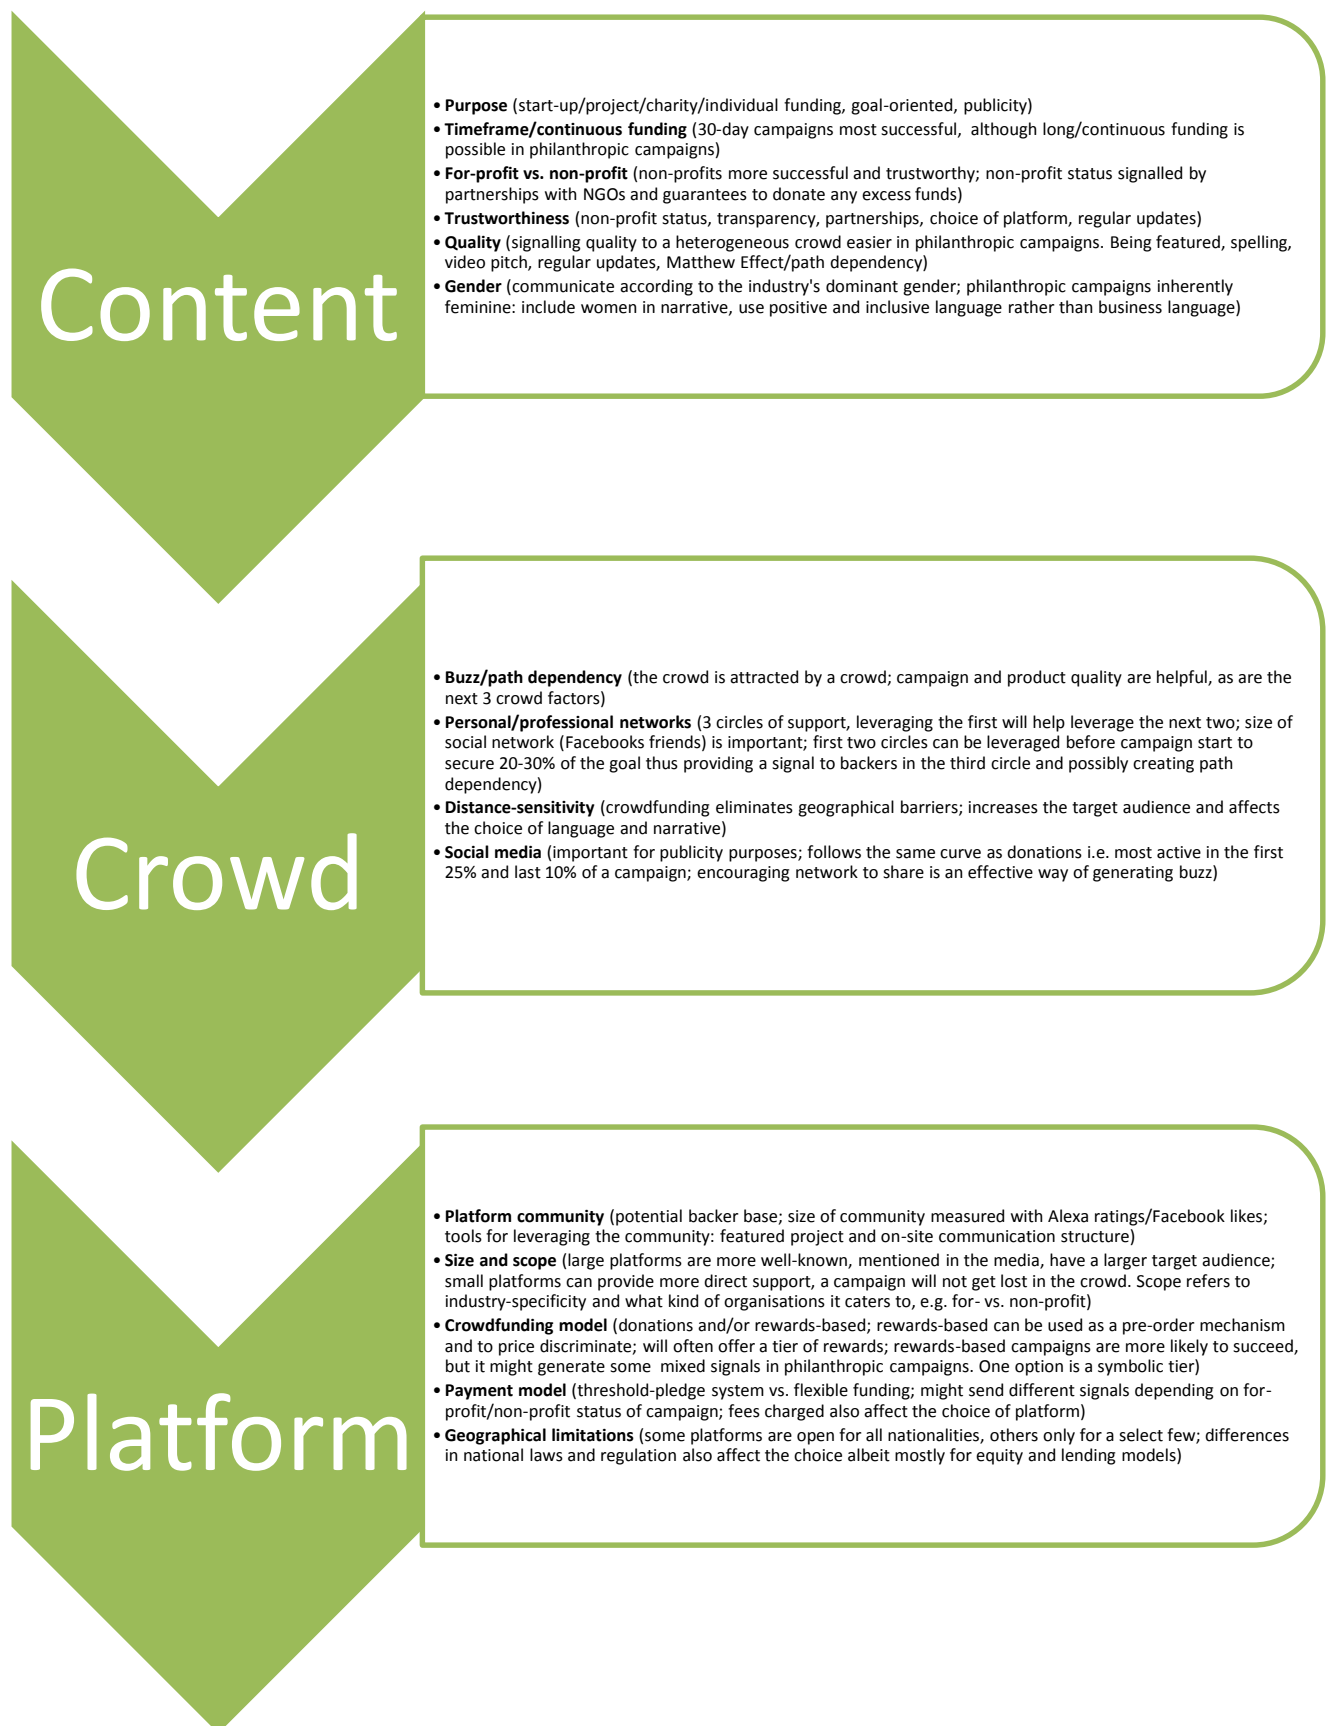 Content
• Purpose (start-up/project/charity/individual funding, goal-oriented, publicity)
• Timeframe/continuous funding (30-day campaigns most successful, although long/continuous funding is
possible in philanthropic campaigns)
• For-profit vs. non-profit (non-profits more successful and trustworthy; non-profit status signalled by
partnerships with NGOs and guarantees to donate any excess funds)
• Trustworthiness (non-profit status, transparency, partnerships, choice of platform, regular updates)
• Quality (signalling quality to a heterogeneous crowd easier in philanthropic campaigns. Being featured, spelling,
video pitch, regular updates, Matthew Effect/path dependency)
• Gender (communicate according to the industry's dominant gender; philanthropic campaigns inherently
feminine: include women in narrative, use positive and inclusive language rather than business language)
Crowd
• Buzz/path dependency (the crowd is attracted by a crowd; campaign and product quality are helpful, as are the
next 3 crowd factors)
• Personal/professional networks (3 circles of support, leveraging the first will help leverage the next two; size of
social network (Facebooks friends) is important; first two circles can be leveraged before campaign start to
secure 20-30% of the goal thus providing a signal to backers in the third circle and possibly creating path
dependency)
• Distance-sensitivity (crowdfunding eliminates geographical barriers; increases the target audience and affects
the choice of language and narrative)
• Social media (important for publicity purposes; follows the same curve as donations i.e. most active in the first
25% and last 10% of a campaign; encouraging network to share is an effective way of generating buzz)
Platform
• Platform community (potential backer base; size of community measured with Alexa ratings/Facebook likes;
tools for leveraging the community: featured project and on-site communication structure)
• Size and scope (large platforms are more well-known, mentioned in the media, have a larger target audience;
small platforms can provide more direct support, a campaign will not get lost in the crowd. Scope refers to
industry-specificity and what kind of organisations it caters to, e.g. for- vs. non-profit)
• Crowdfunding model (donations and/or rewards-based; rewards-based can be used as a pre-order mechanism
and to price discriminate; will often offer a tier of rewards; rewards-based campaigns are more likely to succeed,
but it might generate some mixed signals in philanthropic campaigns. One option is a symbolic tier)
• Payment model (threshold-pledge system vs. flexible funding; might send different signals depending on for-
profit/non-profit status of campaign; fees charged also affect the choice of platform)
• Geographical limitations (some platforms are open for all nationalities, others only for a select few; differences
in national laws and regulation also affect the choice albeit mostly for equity and lending models)